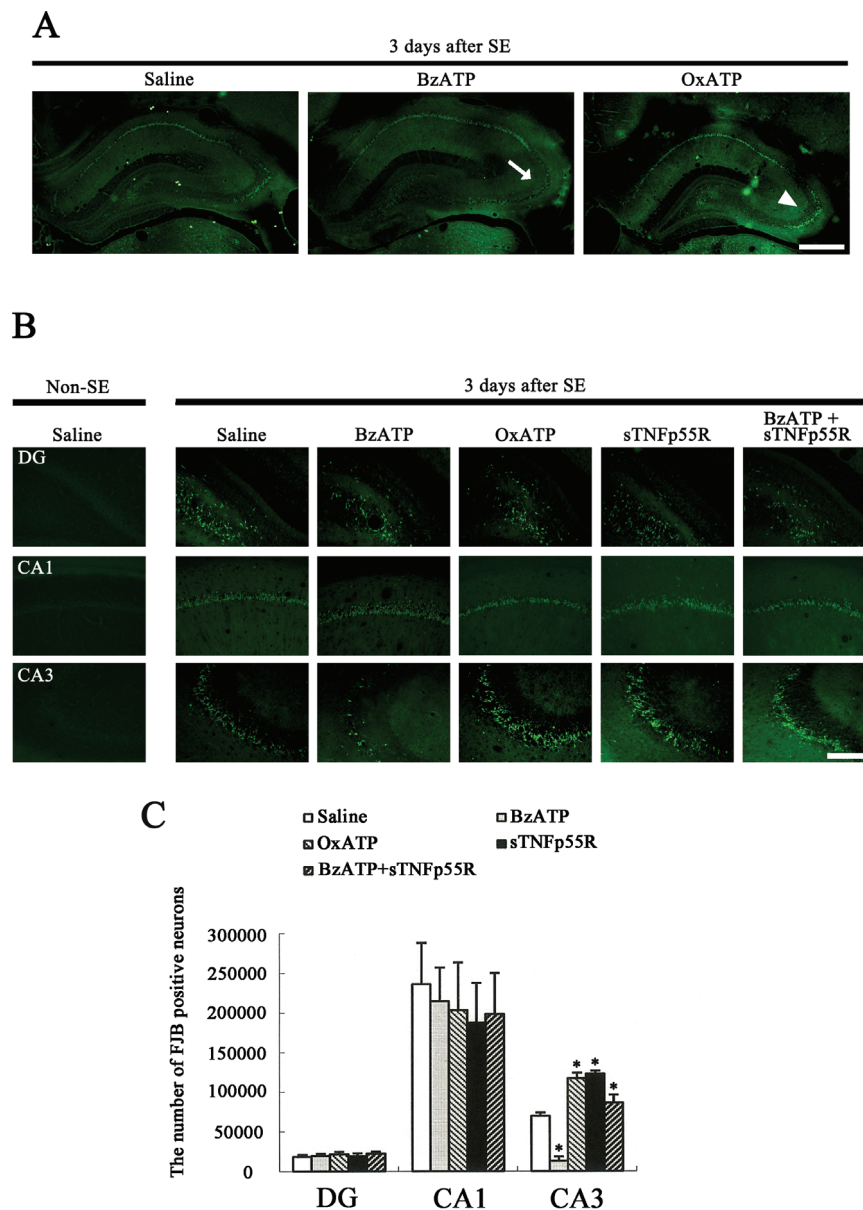 A
3 days after SE
Saline BzATP OxATP
B
Non-SE 3 days after SE
Saline Saline BzATP OxATP sTNFp55R BzATP +
sTNFp55R
DG
CA1
CA3
C
Saline BzATP
OxATP sTNFp55R
BzATP+sTNFp55R
The number of FJB positive neurons
300000
250000
200000
150000
100000
50000
0
* * * *
DG CA1 CA3